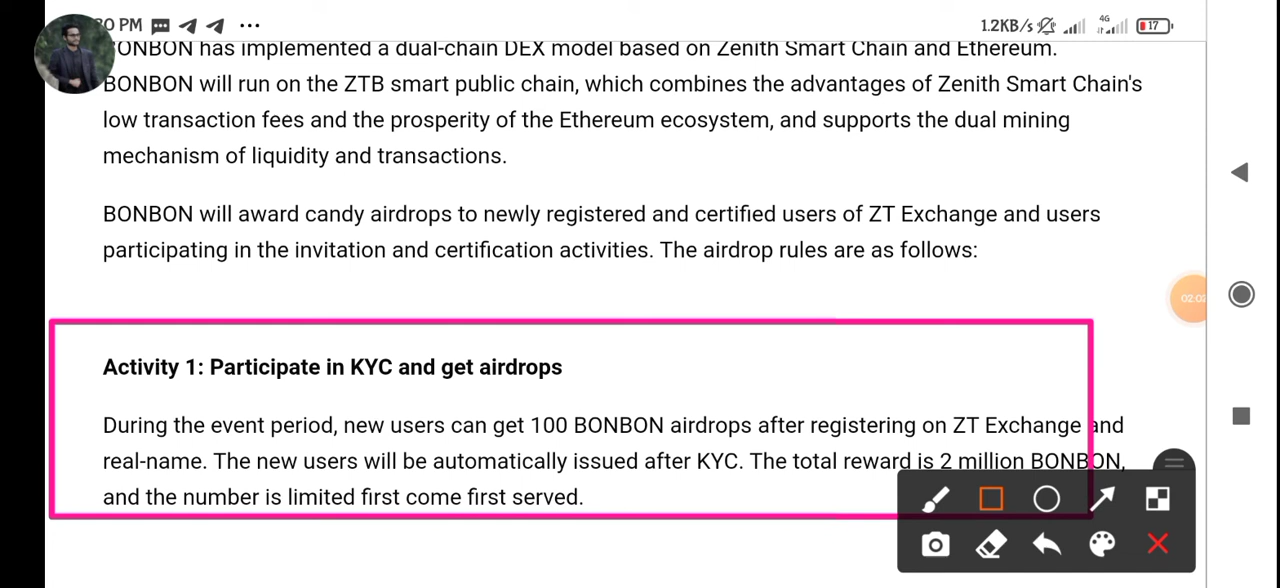 0 PM
1.2KB/s 4G 17
BONBON has implemented a dual-chain DEX model based on Zenith Smart Chain and Ethereum.
BONBON will run on the ZTB smart public chain, which combines the advantages of Zenith Smart Chain's
low transaction fees and the prosperity of the Ethereum ecosystem, and supports the dual mining
mechanism of liquidity and transactions.
BONBON will award candy airdrops to newly registered and certified users of ZT Exchange and users
participating in the invitation and certification activities. The airdrop rules are as follows:
02:02
Activity 1: Participate in KYC and get airdrops
During the event period, new users can get 100 BONBON airdrops after registering on ZT Exchange and
real-name. The new users will be automatically issued after KYC. The total reward is 2 million BONBON,
and the number is limited first come first served.